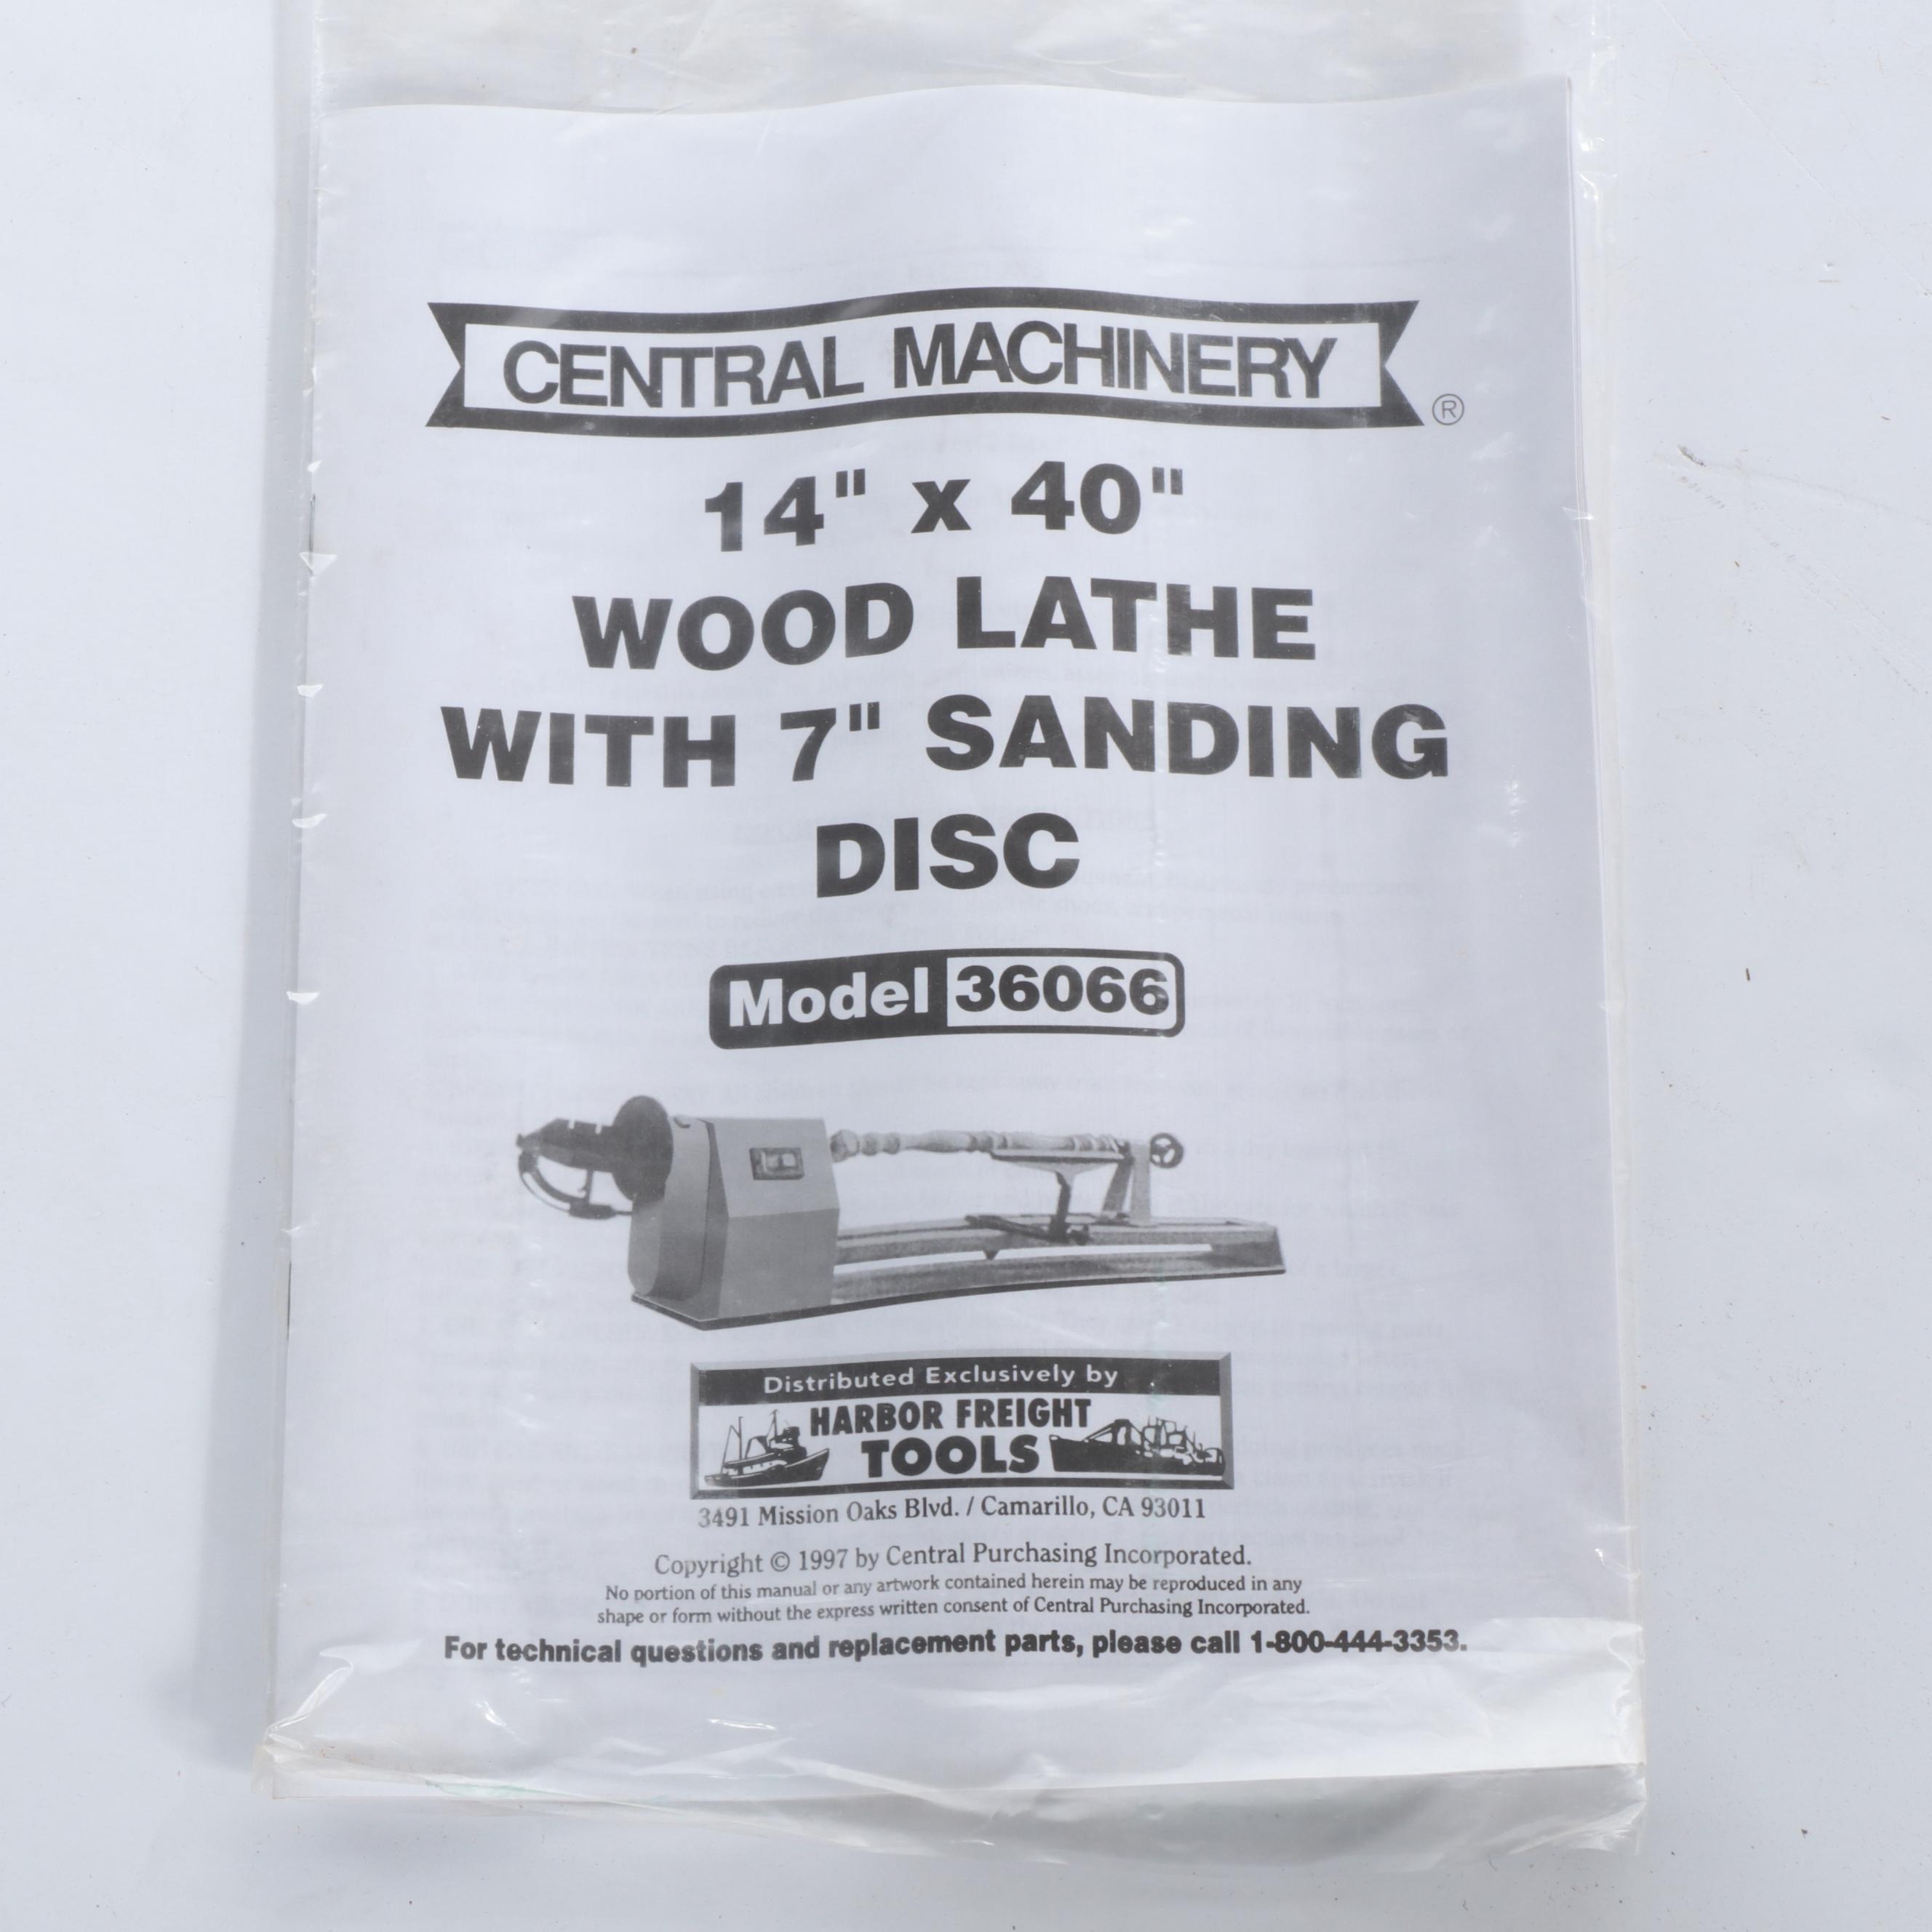 CENTRAL MACHINERY ®
14" x 40"
WOOD LATHE
WITH 7" SANDING
DISC
Model 36066
Distributed Exclusively by
HARBOR FREIGHT
TOOLS
3491 Mission Oaks Blvd. / Camarillo, CA 93011
Copyright © 1997 by Central Purchasing Incorporated.
No portion of this manual or any artwork contained herein may be reproduced in any
shape or form without the express written consent of Central Purchasing Incorporated.
For technical questions and replacement parts, please call 1-800-444-3353.